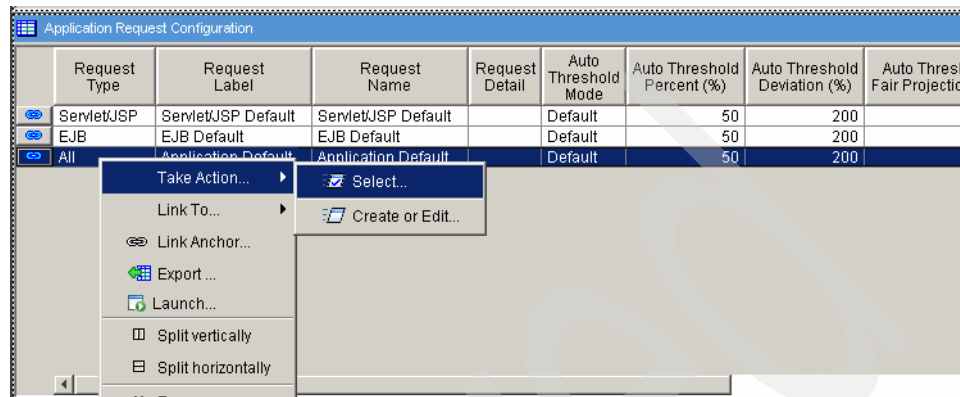 Application Request Configuration
Request Type Request Label Request Name Request Detail Auto Threshold Mode Auto Threshold Percent (%) Auto Threshold Deviation (%) Auto
Servlet/JSP Servlet/JSP Default Servlet/JSP Default Default 50 200
EJB EJB Default EJB Default Default 50 200
All Application Default Application Default Default 50 200
Take Action...
Select...
Link To...
Create or Edit...
Link Anchor...
Export ...
Launch...
Split vertically
Split horizontally